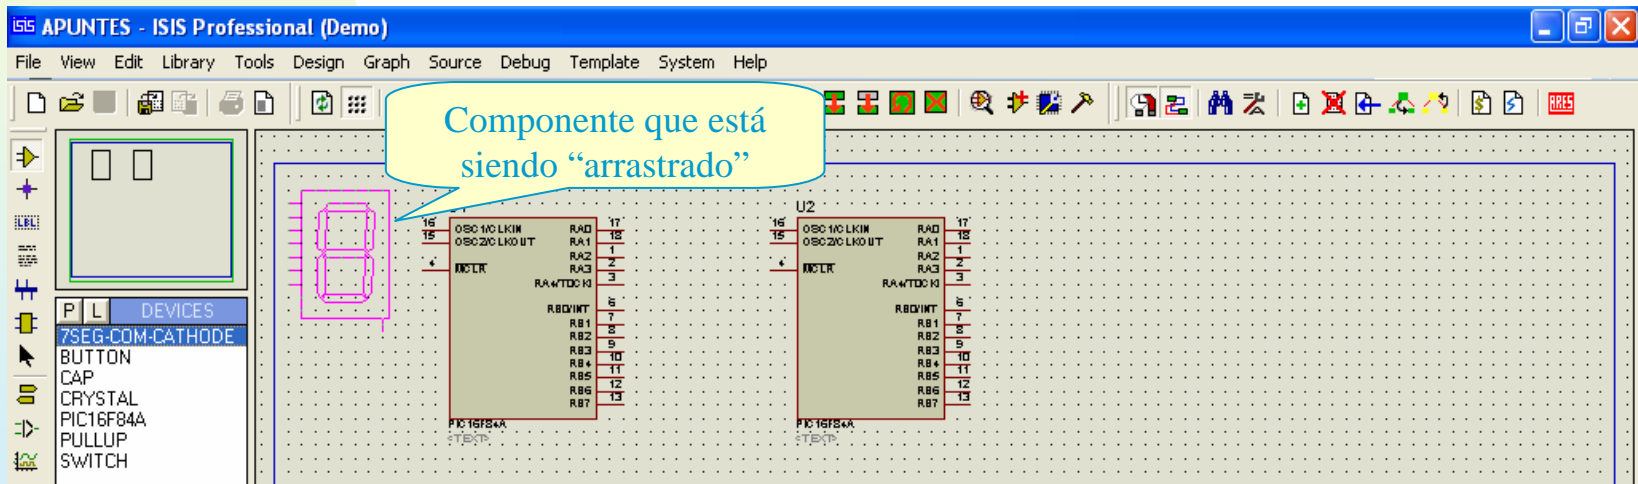 isis APUNTES - ISIS Professional (Demo)
File View Edit Library Tools Design Graph Source Debug Template System Help
ARES
Componente que está
siendo “arrastrado”
LBL
P L DEVICES
7SEG-COM-CATHODE
BUTTON
CAP
CRYSTAL
PIC16F84A
PULLUP
SWITCH
16 OSC1/CLKIN RA0 17
15 OSC2/CLKOUT RA1 18
RA2 1
4 MCLR RA3 2
RA4/T0CKI 3
RB0/INT 6
RB1 7
RB2 8
RB3 9
RB4 10
RB5 11
RB6 12
RB7 13
PIC16F84A
<TEXT>
U2
16 OSC1/CLKIN RA0 17
15 OSC2/CLKOUT RA1 18
RA2 1
4 MCLR RA3 2
RA4/T0CKI 3
RB0/INT 6
RB1 7
RB2 8
RB3 9
RB4 10
RB5 11
RB6 12
RB7 13
PIC16F84A
<TEXT>